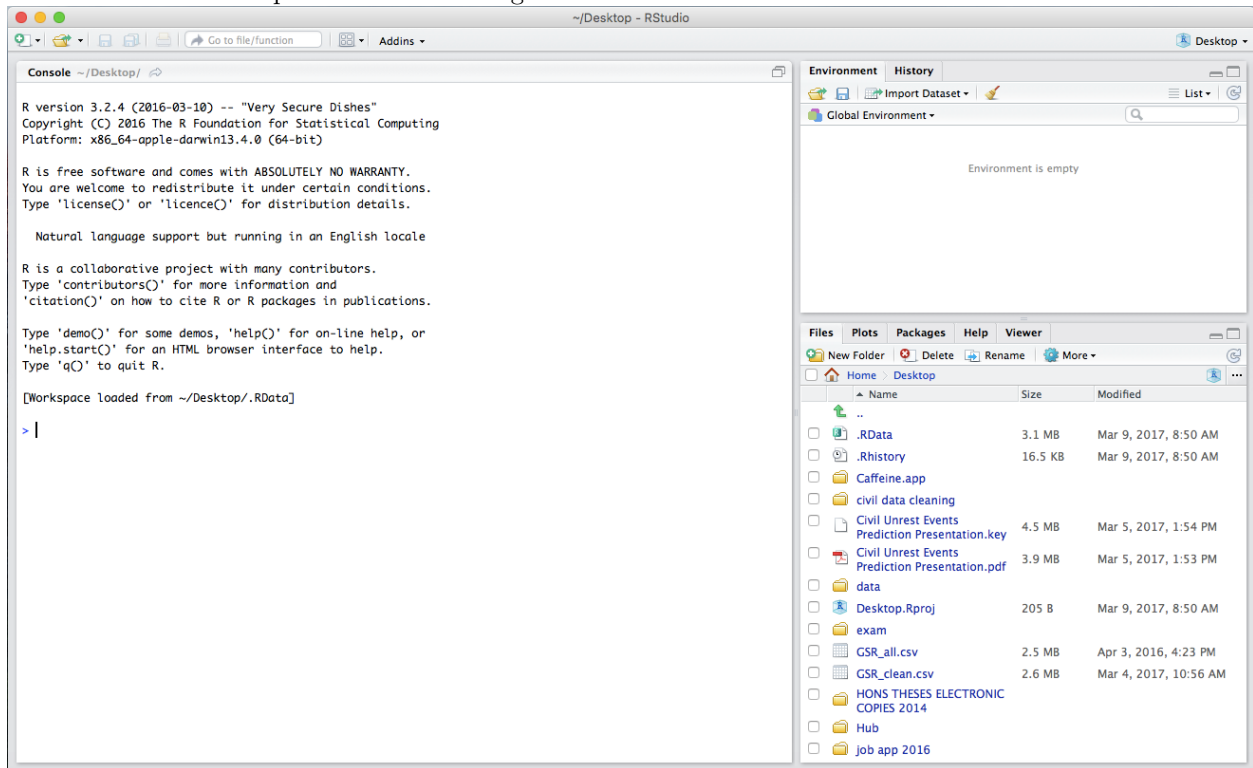 ~/Desktop - RStudio
Go to file/function
Addins
Desktop
Console ~/Desktop/
R version 3.2.4 (2016-03-10) -- "Very Secure Dishes"
Copyright (C) 2016 The R Foundation for Statistical Computing
Platform: x86_64-apple-darwin13.4.0 (64-bit)
R is free software and comes with ABSOLUTELY NO WARRANTY.
You are welcome to redistribute it under certain conditions.
Type 'license()' or 'licence()' for distribution details.
Natural language support but running in an English locale
R is a collaborative project with many contributors.
Type 'contributors()' for more information and
'citation()' on how to cite R or R packages in publications.
Type 'demo()' for some demos, 'help()' for on-line help, or
'help.start()' for an HTML browser interface to help.
Type 'q()' to quit R.
[Workspace loaded from ~/Desktop/.RData]
>
Environment History
Import Dataset List
Global Environment
Environment is empty
Files Plots Packages Help Viewer
New Folder Delete Rename More
Home Desktop
Name Size Modified
..
.RData 3.1 MB Mar 9, 2017, 8:50 AM
.Rhistory 16.5 KB Mar 9, 2017, 8:50 AM
Caffeine.app
civil data cleaning
Civil Unrest Events
Prediction Presentation.key 4.5 MB Mar 5, 2017, 1:54 PM
Civil Unrest Events
Prediction Presentation.pdf 3.9 MB Mar 5, 2017, 1:53 PM
data
Desktop.Rproj 205 B Mar 9, 2017, 8:50 AM
exam
GSR_all.csv 2.5 MB Apr 3, 2016, 4:23 PM
GSR_clean.csv 2.6 MB Mar 4, 2017, 10:56 AM
HONS THESES ELECTRONIC
COPIES 2014
Hub
job app 2016